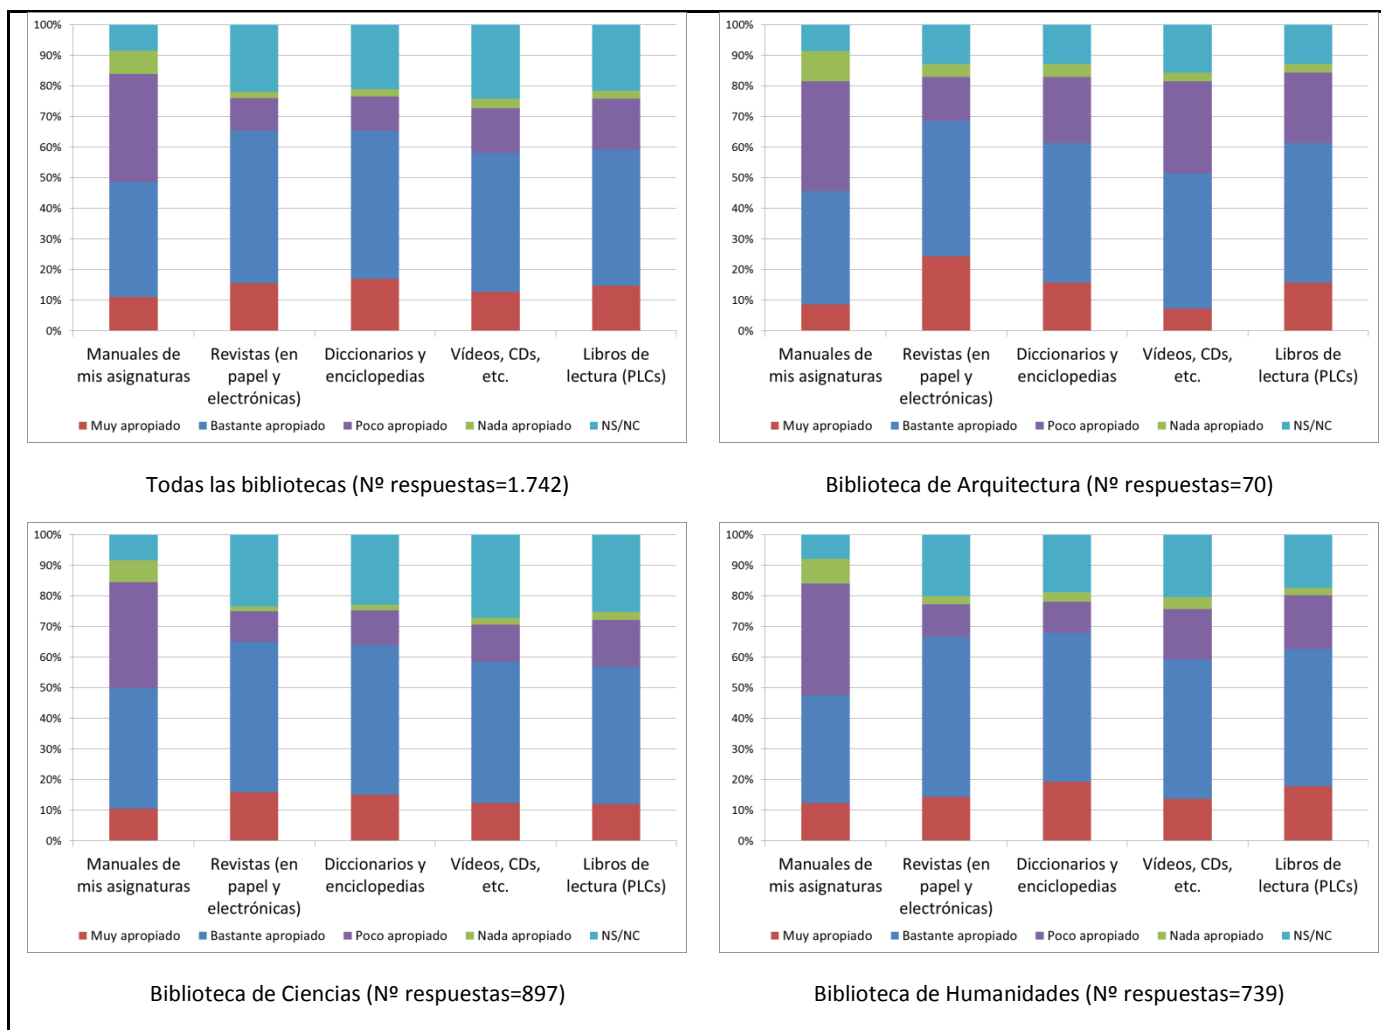 100%
90%
80%
70%
60%
50%
40%
30%
20%
10%
0%
Manuales de
mis asignaturas
Revistas (en
papel y
electrónicas)
Diccionarios y
enciclopedias
Vídeos, CDs,
etc.
Libros de
lectura (PLCs)
Muy apropiado Bastante apropiado Poco apropiado Nada apropiado NS/NC
Todas las bibliotecas (Nº respuestas=1.742)
100%
90%
80%
70%
60%
50%
40%
30%
20%
10%
0%
Manuales de
mis asignaturas
Revistas (en
papel y
electrónicas)
Diccionarios y
enciclopedias
Vídeos, CDs,
etc.
Libros de
lectura (PLCs)
Muy apropiado Bastante apropiado Poco apropiado Nada apropiado NS/NC
Biblioteca de Arquitectura (Nº respuestas=70)
100%
90%
80%
70%
60%
50%
40%
30%
20%
10%
0%
Manuales de
mis asignaturas
Revistas (en
papel y
electrónicas)
Diccionarios y
enciclopedias
Vídeos, CDs,
etc.
Libros de
lectura (PLCs)
Muy apropiado Bastante apropiado Poco apropiado Nada apropiado NS/NC
Biblioteca de Ciencias (Nº respuestas=897)
100%
90%
80%
70%
60%
50%
40%
30%
20%
10%
0%
Manuales de
mis asignaturas
Revistas (en
papel y
electrónicas)
Diccionarios y
enciclopedias
Vídeos, CDs,
etc.
Libros de
lectura (PLCs)
Muy apropiado Bastante apropiado Poco apropiado Nada apropiado NS/NC
Biblioteca de Humanidades (Nº respuestas=739)